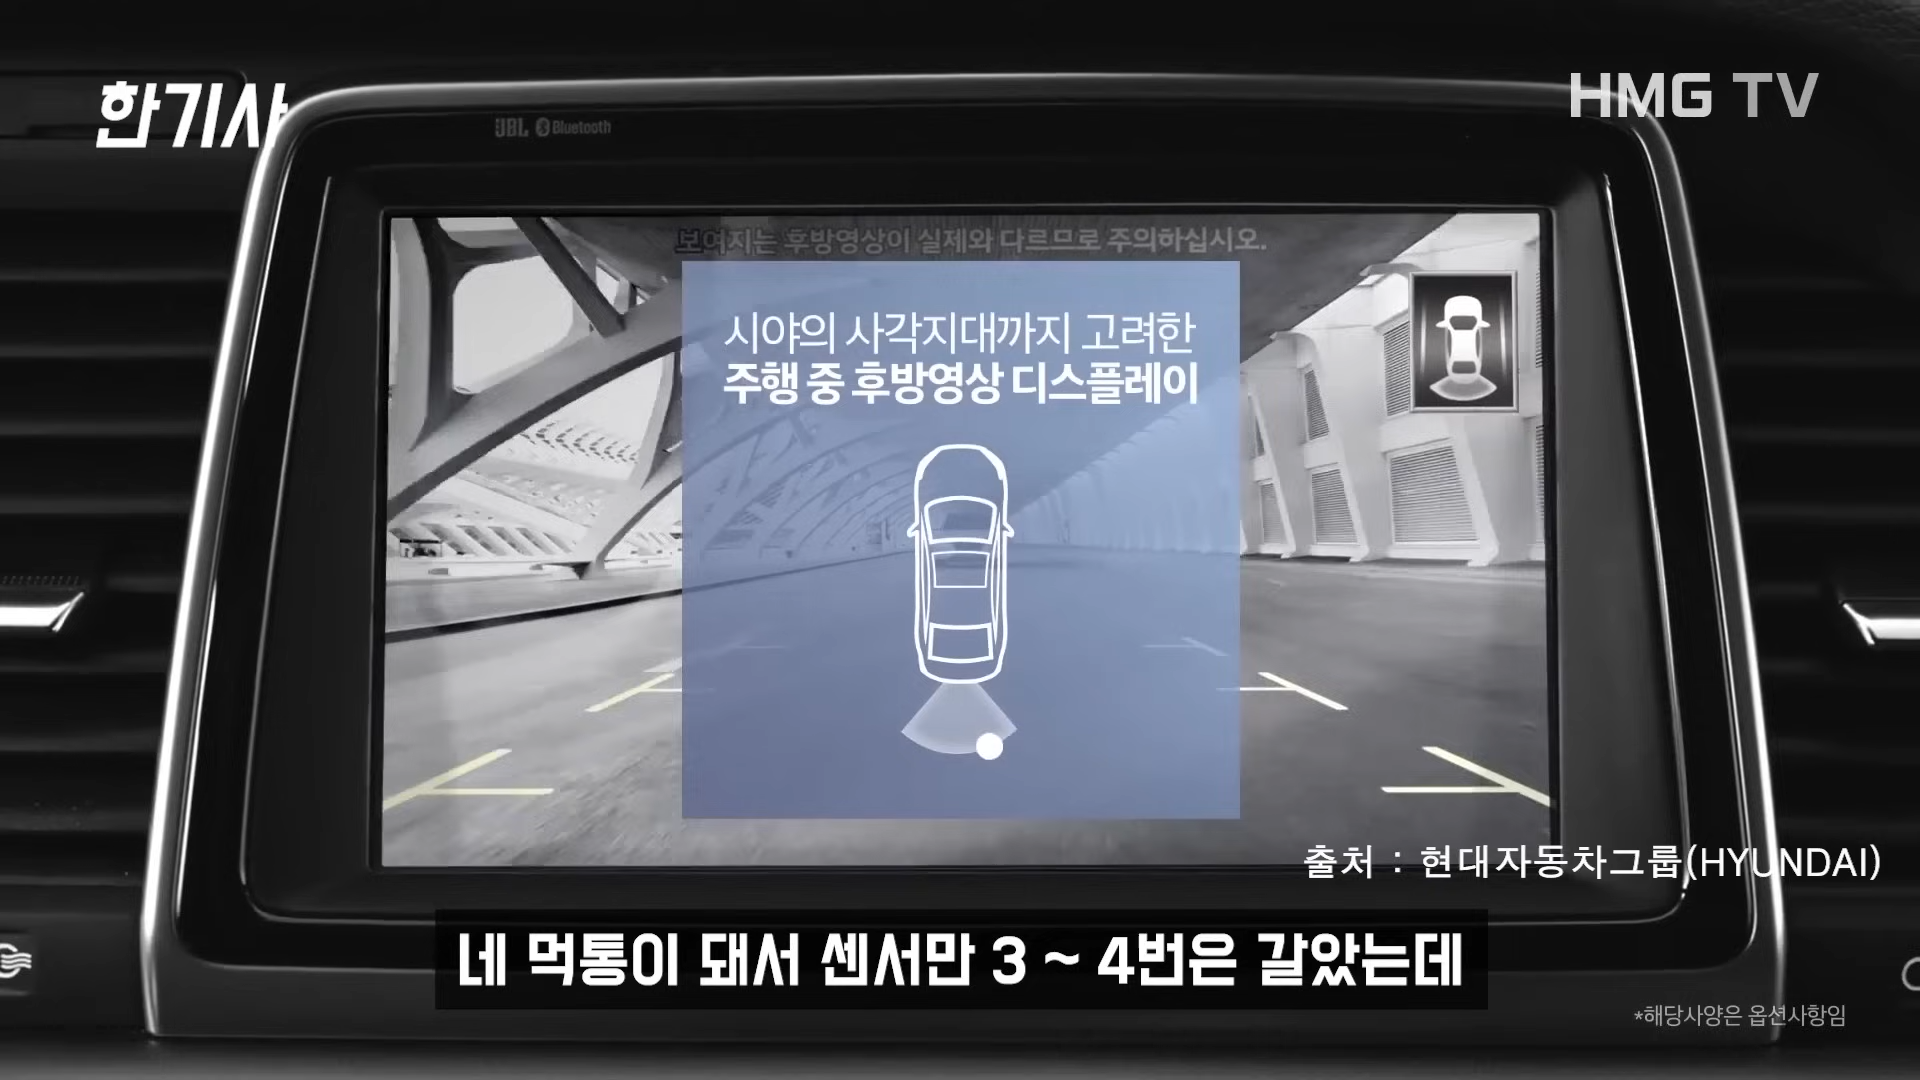 한기사
HMG TV
JBL Bluetooth
보여지는 후방영상이 실제와 다르므로 주의하십시오.
시야의 사각지대까지 고려한
주행 중 후방영상 디스플레이
출처 : 현대자동차그룹(HYUNDAI)
네 먹통이 돼서 센서만 3 ~ 4번은 갈았는데
*해당사양은 옵션사항임